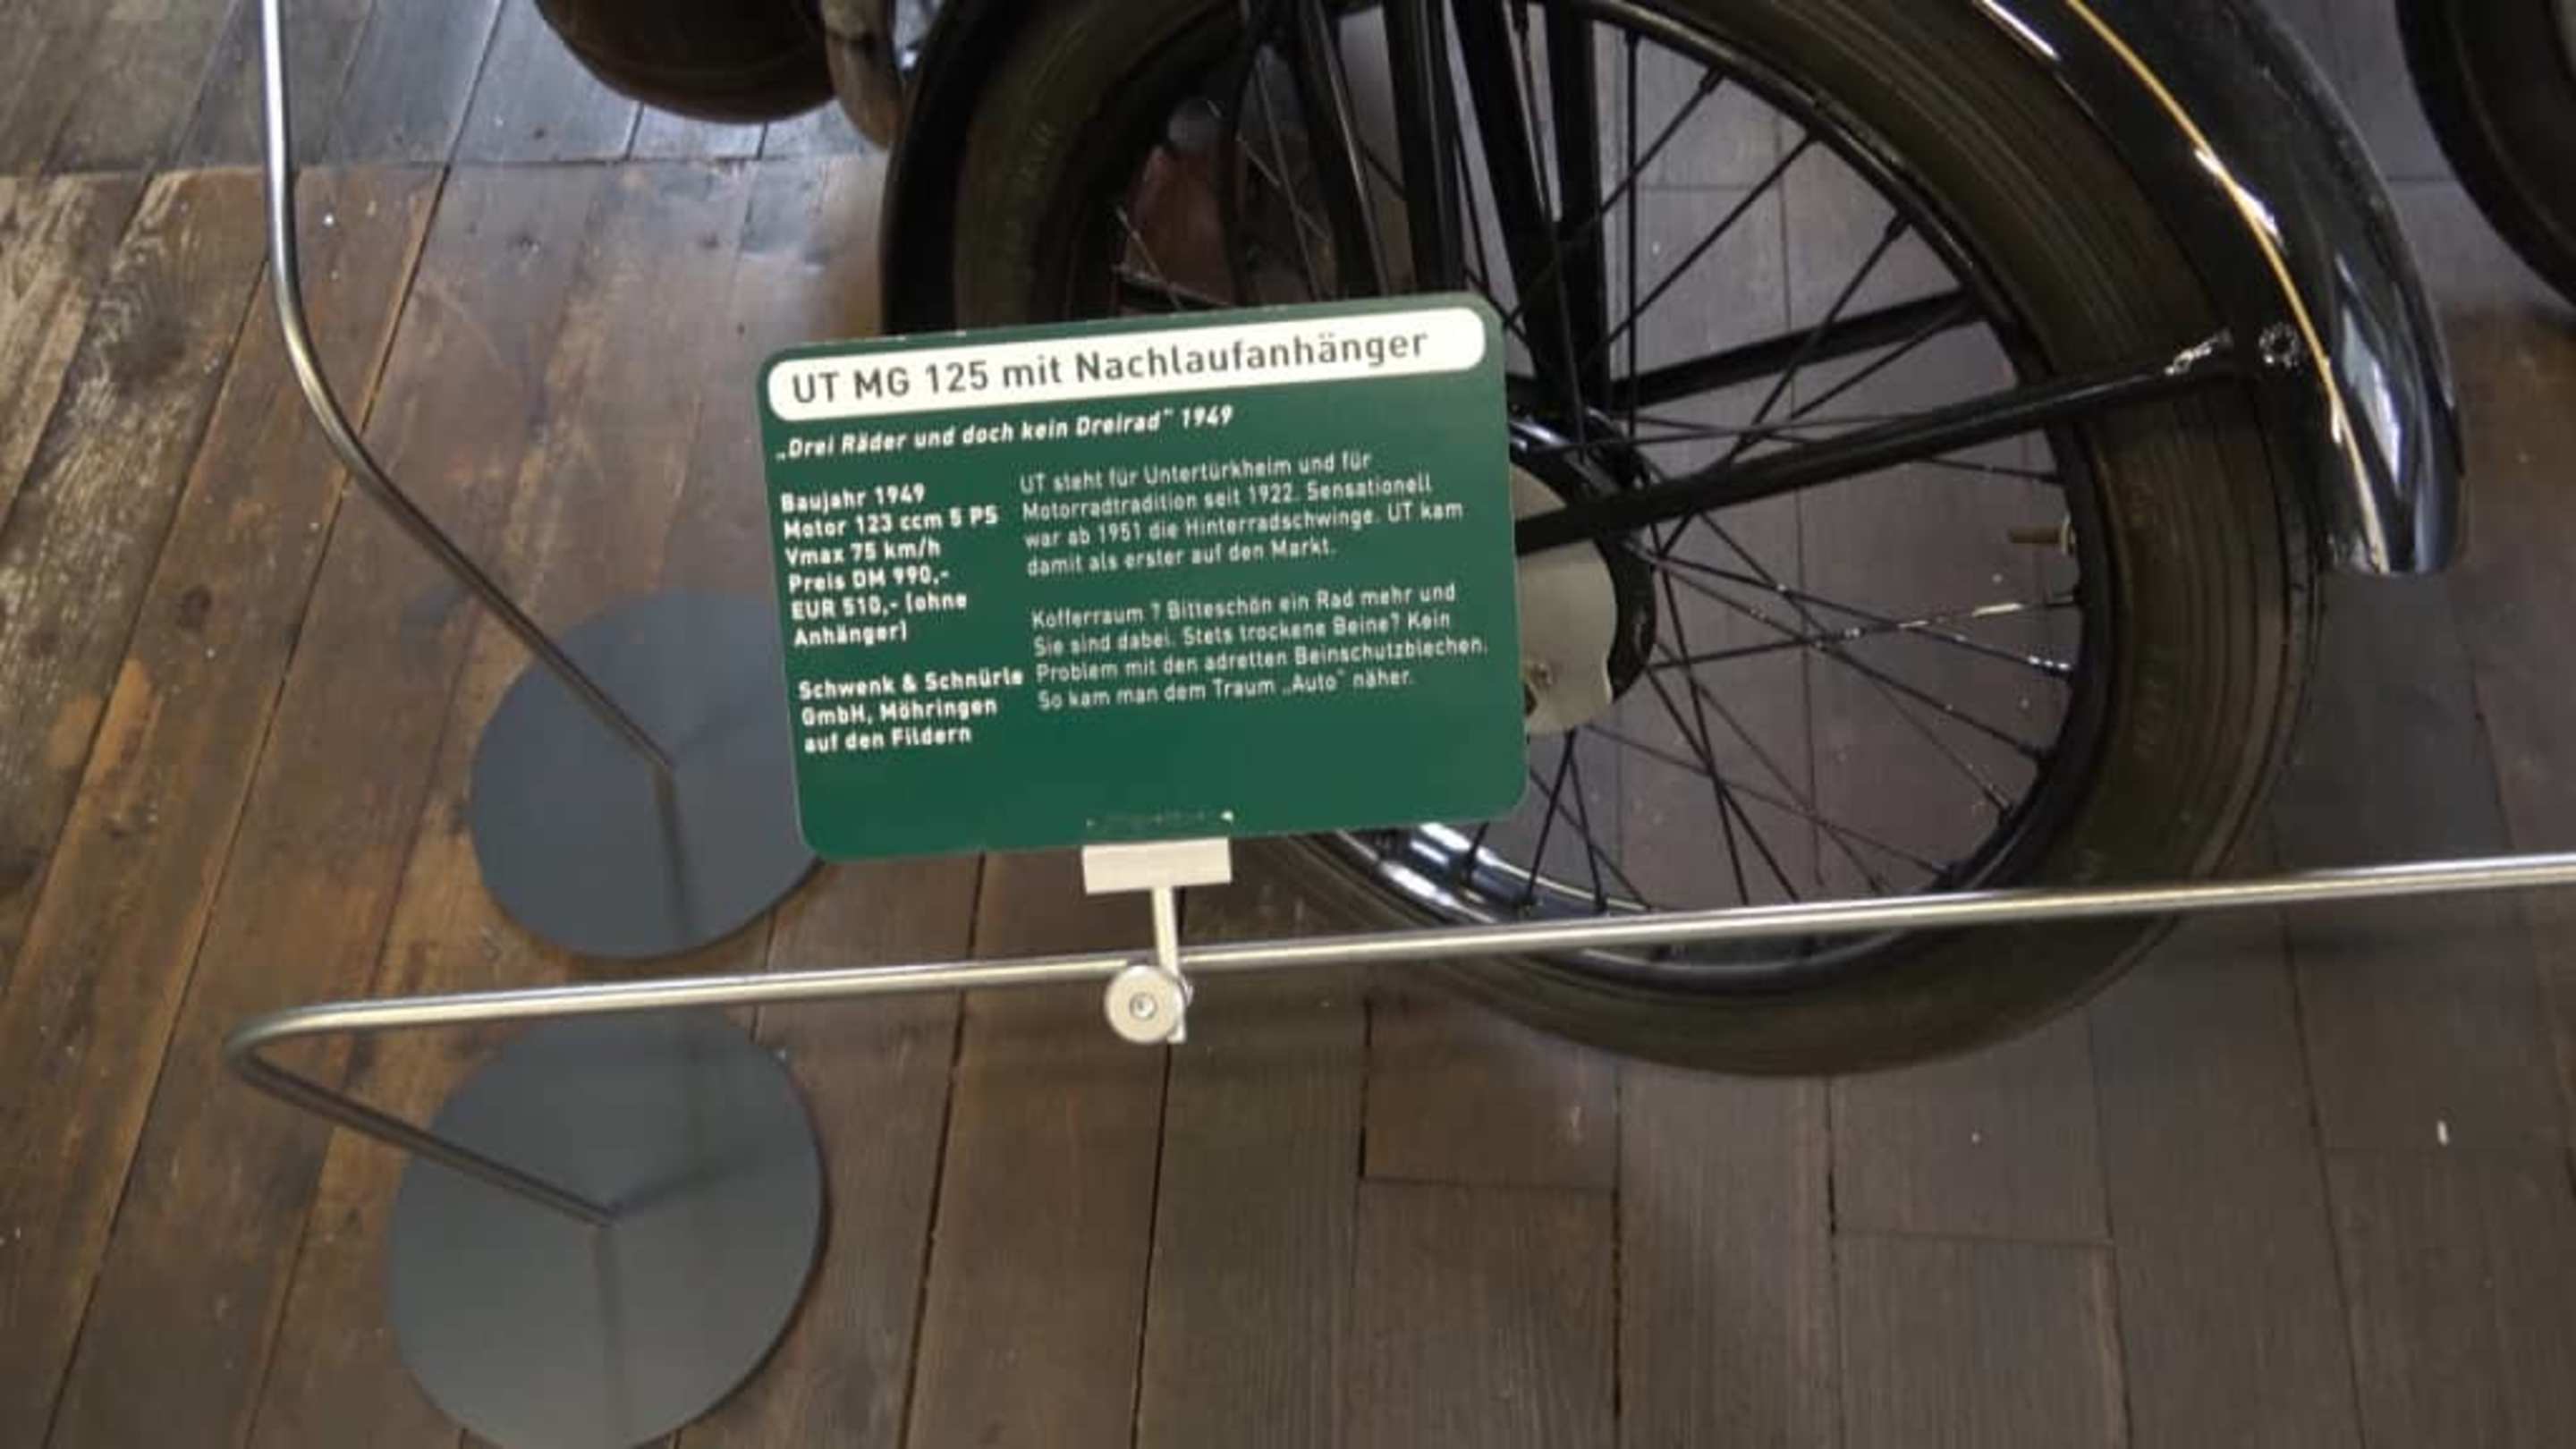 UT MG 125 mit Nachlaufanhänger
„Drei Räder und doch kein Dreirad" 1949
Baujahr 1949
Motor 123 ccm 5 PS
Vmax 75 km/h
Preis DM 990,-
EUR 510,- (ohne
Anhänger)
Schwenk & Schnürle
GmbH, Möhringen
auf den Fildern
UT steht für Untertürkheim und für
Motorradtradition seit 1922. Sensationell
war ab 1951 die Hinterradschwinge. UT kam
damit als erster auf den Markt.
Kofferraum ? Bitteschön ein Rad mehr und
Sie sind dabei. Stets trockene Beine? Kein
Problem mit den adretten Beinschutzblechen.
So kam man dem Traum „Auto" näher.